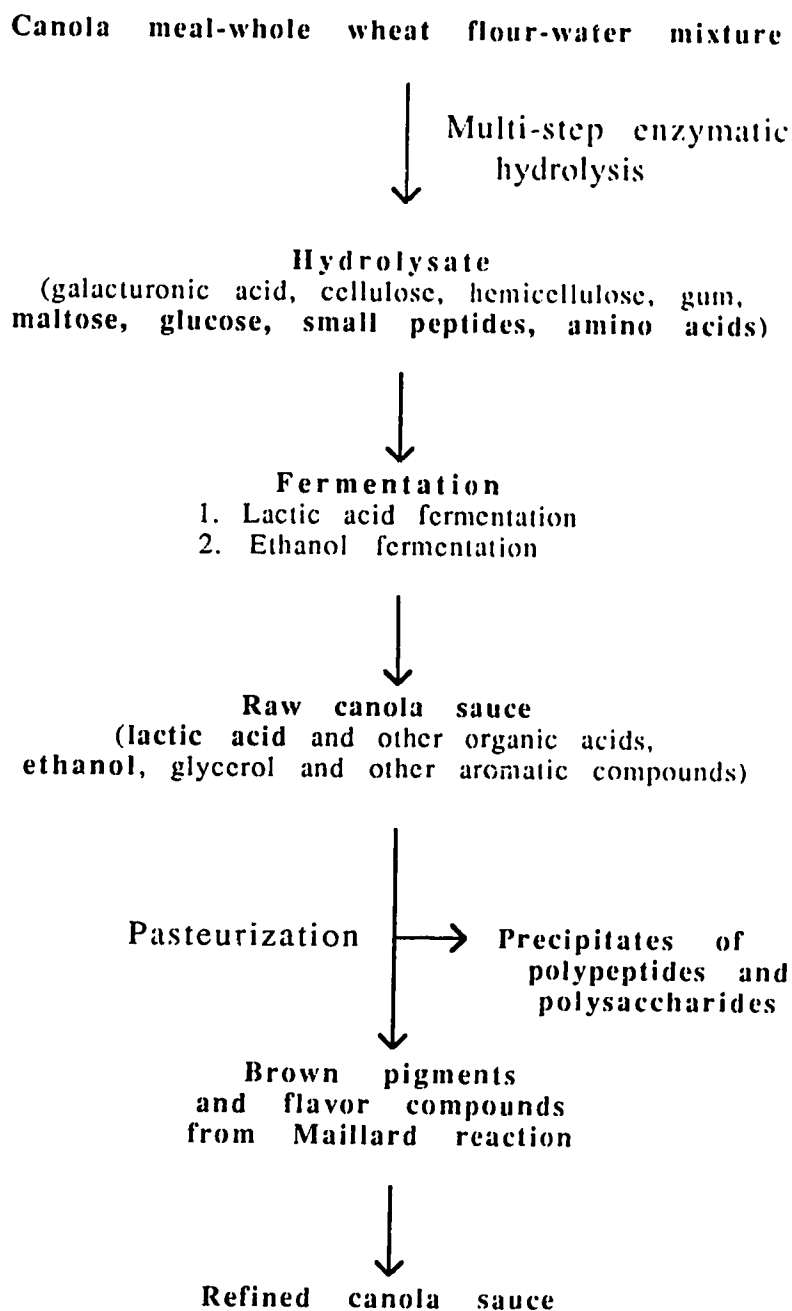 Canola meal-whole wheat flour-water mixture
Multi-step enzymatic
hydrolysis
Hydrolysate
(galacturonic acid, cellulose, hemicellulose, gum,
maltose, glucose, small peptides, amino acids)
Fermentation
1. Lactic acid fermentation
2. Ethanol fermentation
Raw canola sauce
(lactic acid and other organic acids,
ethanol, glycerol and other aromatic compounds)
Pasteurization
Precipitates of
polypeptides and
polysaccharides
Brown pigments
and flavor compounds
from Maillard reaction
Refined canola sauce